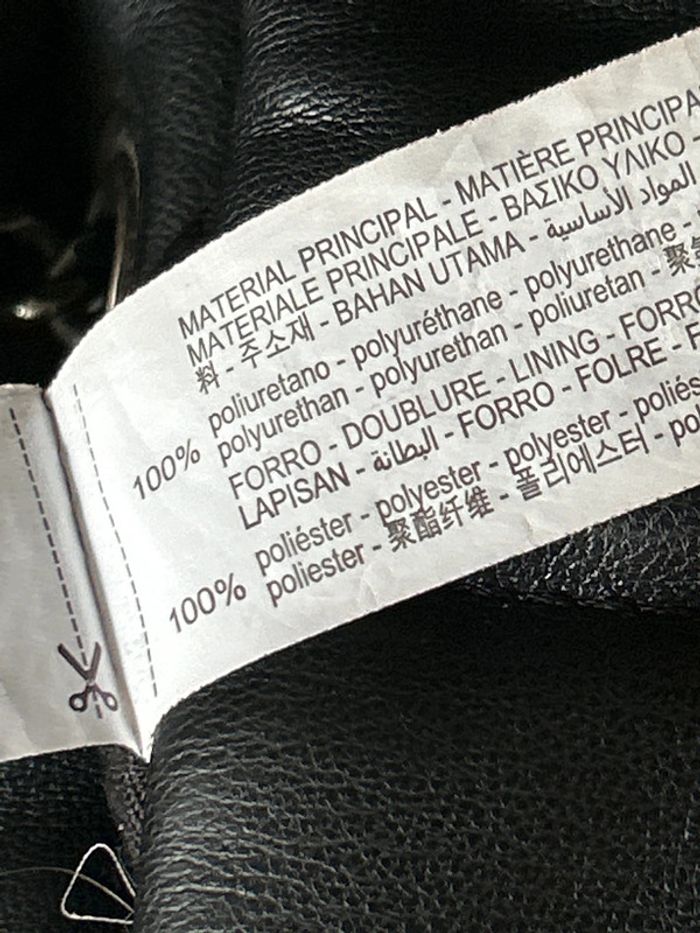 MATERIAL PRINCIPAL - MATIÈRE PRINCIPA
MATERIALE PRINCIPALE - ΒΑΣΙΚΟ ΥΛΙΚΟ -
料 - 주소재 - BAHAN UTAMA - المواد الأساسية
100% poliuretano - polyuréthane - polyurethane -
polyurethan - polyurethan - poliuretan - 聚氨
FORRO - DOUBLURE - LINING - FORR
LAPISAN - البطانة - FORRO - FOLRE - F
100% poliéster - polyester - polyester - poliés
poliester - 聚酯纤维 - 폴리에스터 - po